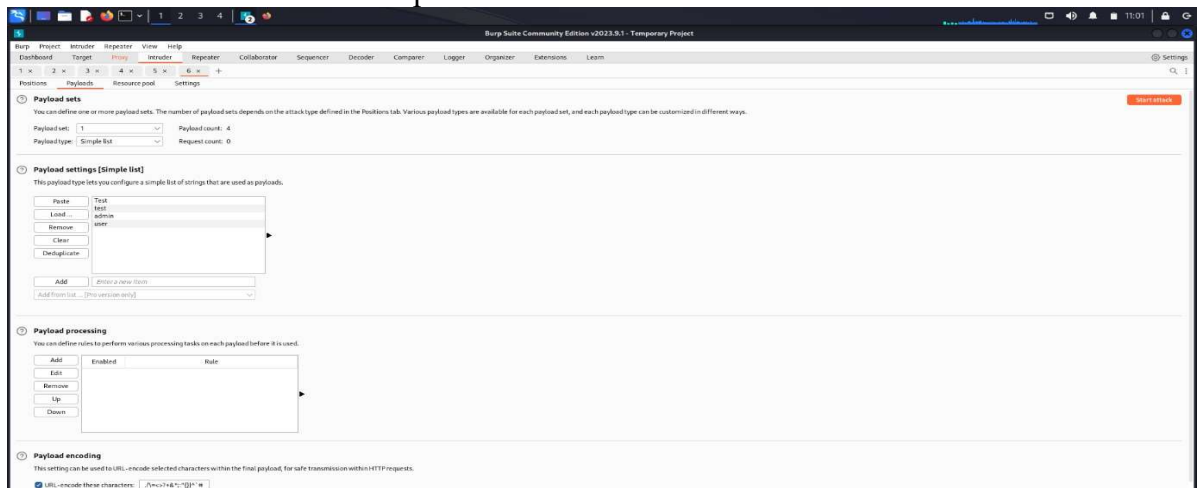 1 2 3 4 11:01
Burp Suite Community Edition v2023.9.1 - Temporary Project
Burp Project Intruder Repeater View Help
Dashboard Target Proxy Intruder Repeater Collaborator Sequencer Decoder Comparer Logger Organizer Extensions Learn Settings
1 × 2 × 3 × 4 × 5 × 6 × +
Positions Payloads Resource pool Settings
Payload sets
Start attack
You can define one or more payload sets. The number of payload sets depends on the attack type defined in the Positions tab. Various payload types are available for each payload set, and each payload type can be customized in different ways.
Payload set: 1 Payload count: 4
Payload type: Simple list Request count: 0
Payload settings [Simple list]
This payload type lets you configure a simple list of strings that are used as payloads.
Paste Test
test
Load ... admin
Remove user
Clear
Deduplicate
Add Enter a new item
Add from list ... [Pro version only]
Payload processing
You can define rules to perform various processing tasks on each payload before it is used.
Add Enabled Rule
Edit
Remove
Up
Down
Payload encoding
This setting can be used to URL-encode selected characters within the final payload, for safe transmission within HTTP requests.
URL-encode these characters: